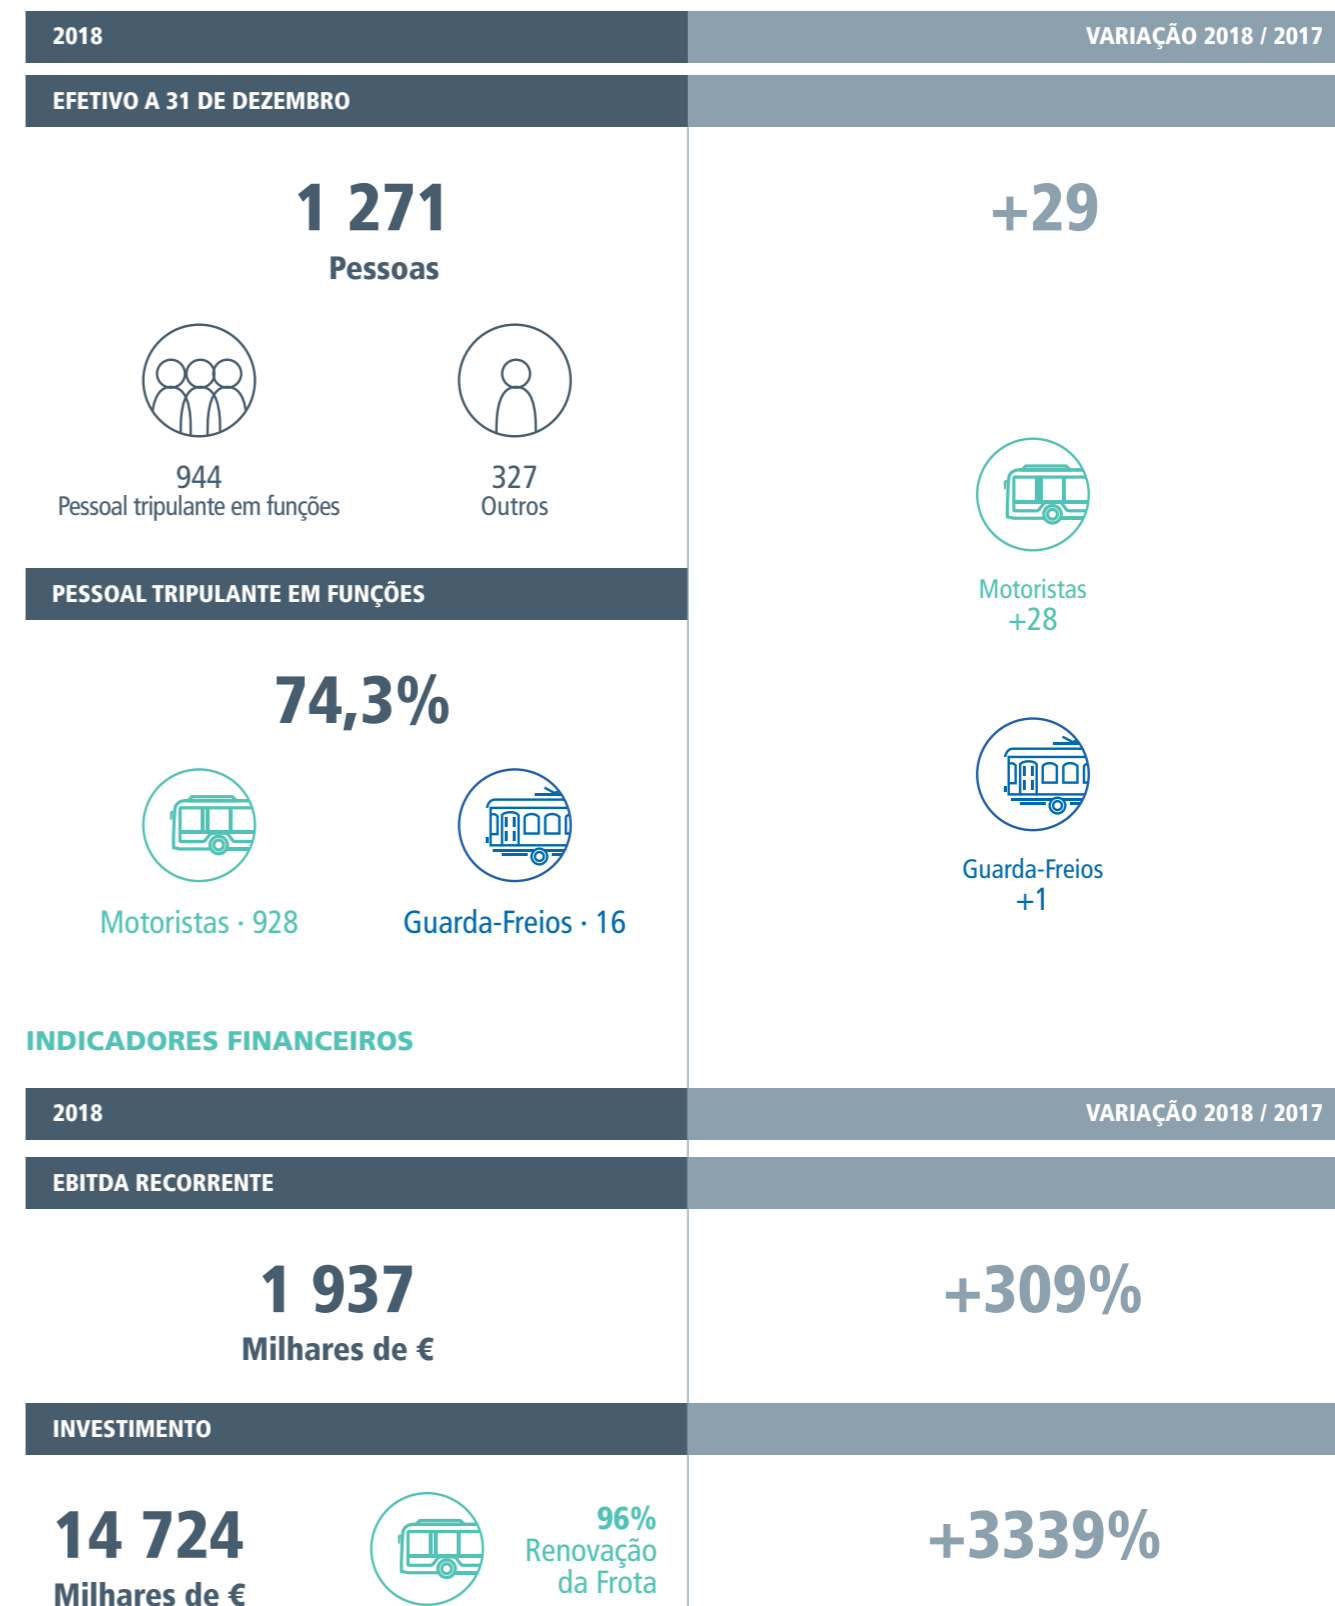 2018
VARIAÇÃO 2018 / 2017
EFETIVO A 31 DE DEZEMBRO
1 271
Pessoas
+29
944
Pessoal tripulante em funções
327
Outros
PESSOAL TRIPULANTE EM FUNÇÕES
74,3%
Motoristas · 928
Guarda-Freios · 16
Motoristas
+28
Guarda-Freios
+1
INDICADORES FINANCEIROS
2018
VARIAÇÃO 2018 / 2017
EBITDA RECORRENTE
1 937
Milhares de €
+309%
INVESTIMENTO
14 724
Milhares de €
96%
Renovação
da Frota
+3339%